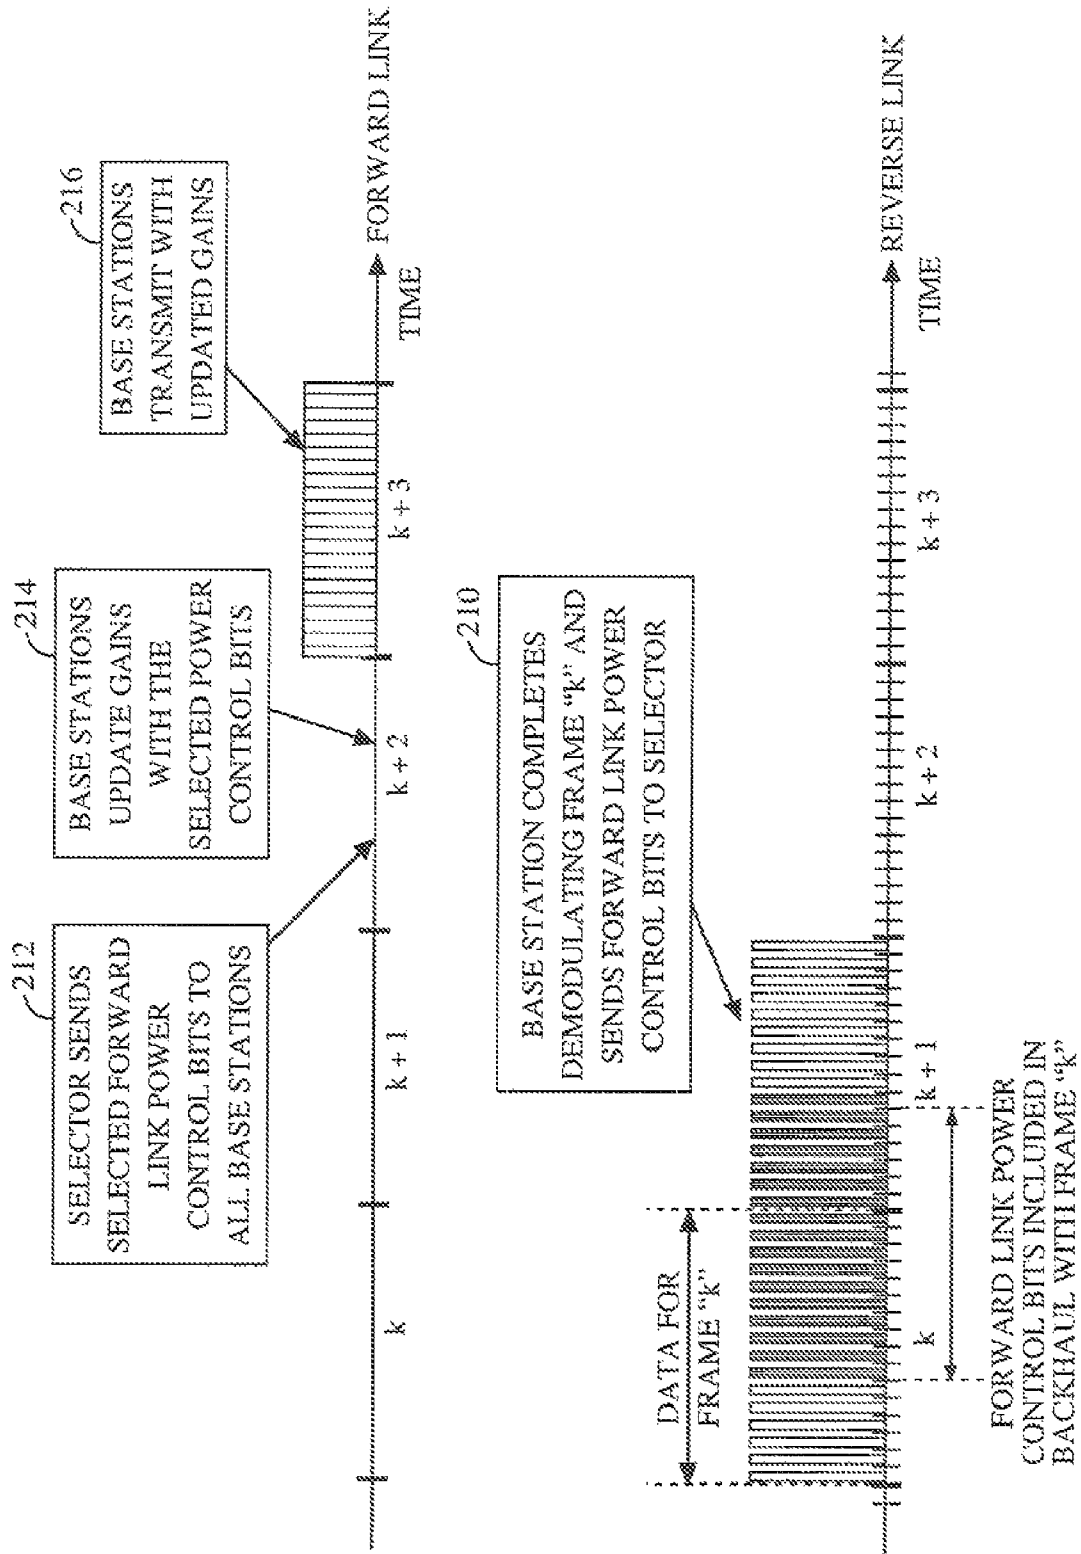 212
SELECTOR SENDS
SELECTED FORWARD
LINK POWER
CONTROL BITS TO
ALL BASE STATIONS
214
BASE STATIONS
UPDATE GAINS
WITH THE
SELECTED POWER
CONTROL BITS
216
BASE STATIONS
TRANSMIT WITH
UPDATED GAINS
FORWARD LINK
k
k + 1
k + 2
k + 3
TIME
210
BASE STATION COMPLETES
DEMODULATING FRAME “k” AND
SENDS FORWARD LINK POWER
CONTROL BITS TO SELECTOR
DATA FOR
FRAME “k”
REVERSE LINK
k
k + 1
k + 2
k + 3
TIME
FORWARD LINK POWER
CONTROL BITS INCLUDED IN
BACKHAUL WITH FRAME “k”